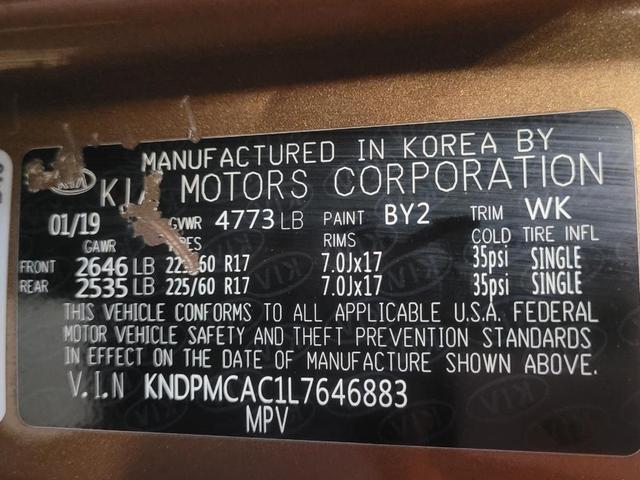 MANUFACTURED IN KOREA BY
KIA MOTORS CORPORATION
01/19 GVWR 4773 LB PAINT BY2 TRIM WK
GAWR RIMS COLD TIRE INFL
FRONT 2646 LB R17 7.0Jx17 35psi SINGLE
REAR 2535 LB 225/60 R17 7.0Jx17 35psi SINGLE
THIS VEHICLE CONFORMS TO ALL APPLICABLE U.S.A. FEDERAL
MOTOR VEHICLE SAFETY AND THEFT PREVENTION STANDARDS
IN EFFECT ON THE DATE OF MANUFACTURE SHOWN ABOVE.
V.I.N KNDPMCAC1L7646883
MPV